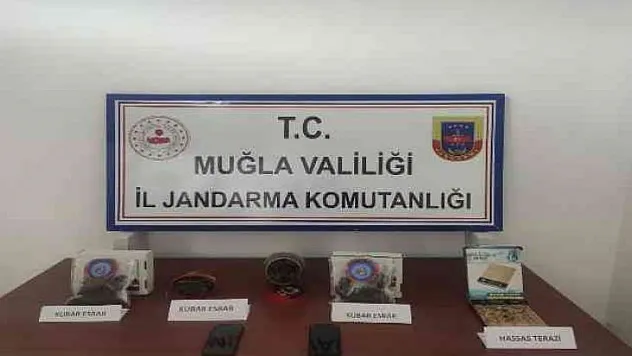 T.C.
MUĞLA VALİLİĞİ
İL JANDARMA KOMUTANLIĞI
KUBAR ESRAR
KUBAR ESRAR
KUBAR ESRAR
HASSAS TERAZİ